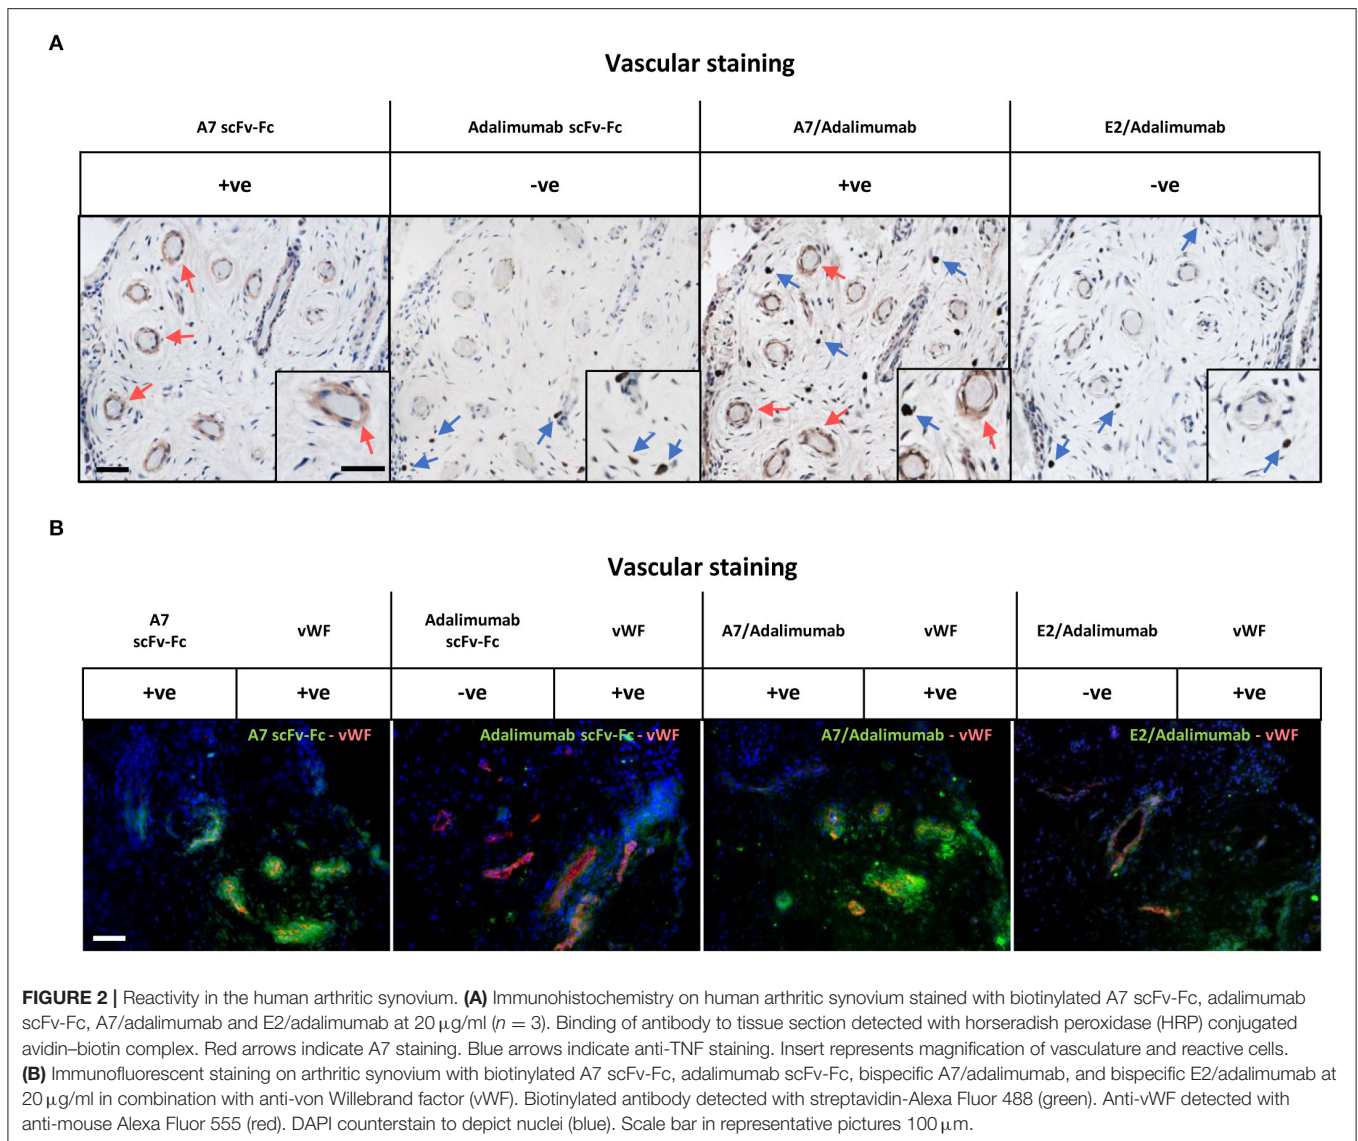 A
Vascular staining
A7 scFv-Fc
Adalimumab scFv-Fc
A7/Adalimumab
E2/Adalimumab
+ve
-ve
+ve
-ve
B
Vascular staining
A7
scFv-Fc
vWF
Adalimumab
scFv-Fc
vWF
A7/Adalimumab
vWF
E2/Adalimumab
vWF
+ve
+ve
-ve
+ve
+ve
+ve
-ve
+ve
A7 scFv-Fc - vWF
Adalimumab scFv-Fc - vWF
A7/Adalimumab - vWF
E2/Adalimumab - vWF
FIGURE 2 | Reactivity in the human arthritic synovium. (A) Immunohistochemistry on human arthritic synovium stained with biotinylated A7 scFv-Fc, adalimumab
scFv-Fc, A7/adalimumab and E2/adalimumab at 20 μg/ml (n = 3). Binding of antibody to tissue section detected with horseradish peroxidase (HRP) conjugated
avidin–biotin complex. Red arrows indicate A7 staining. Blue arrows indicate anti-TNF staining. Insert represents magnification of vasculature and reactive cells.
(B) Immunofluorescent staining on arthritic synovium with biotinylated A7 scFv-Fc, adalimumab scFv-Fc, bispecific A7/adalimumab, and bispecific E2/adalimumab at
20 μg/ml in combination with anti-von Willebrand factor (vWF). Biotinylated antibody detected with streptavidin-Alexa Fluor 488 (green). Anti-vWF detected with
anti-mouse Alexa Fluor 555 (red). DAPI counterstain to depict nuclei (blue). Scale bar in representative pictures 100 μm.